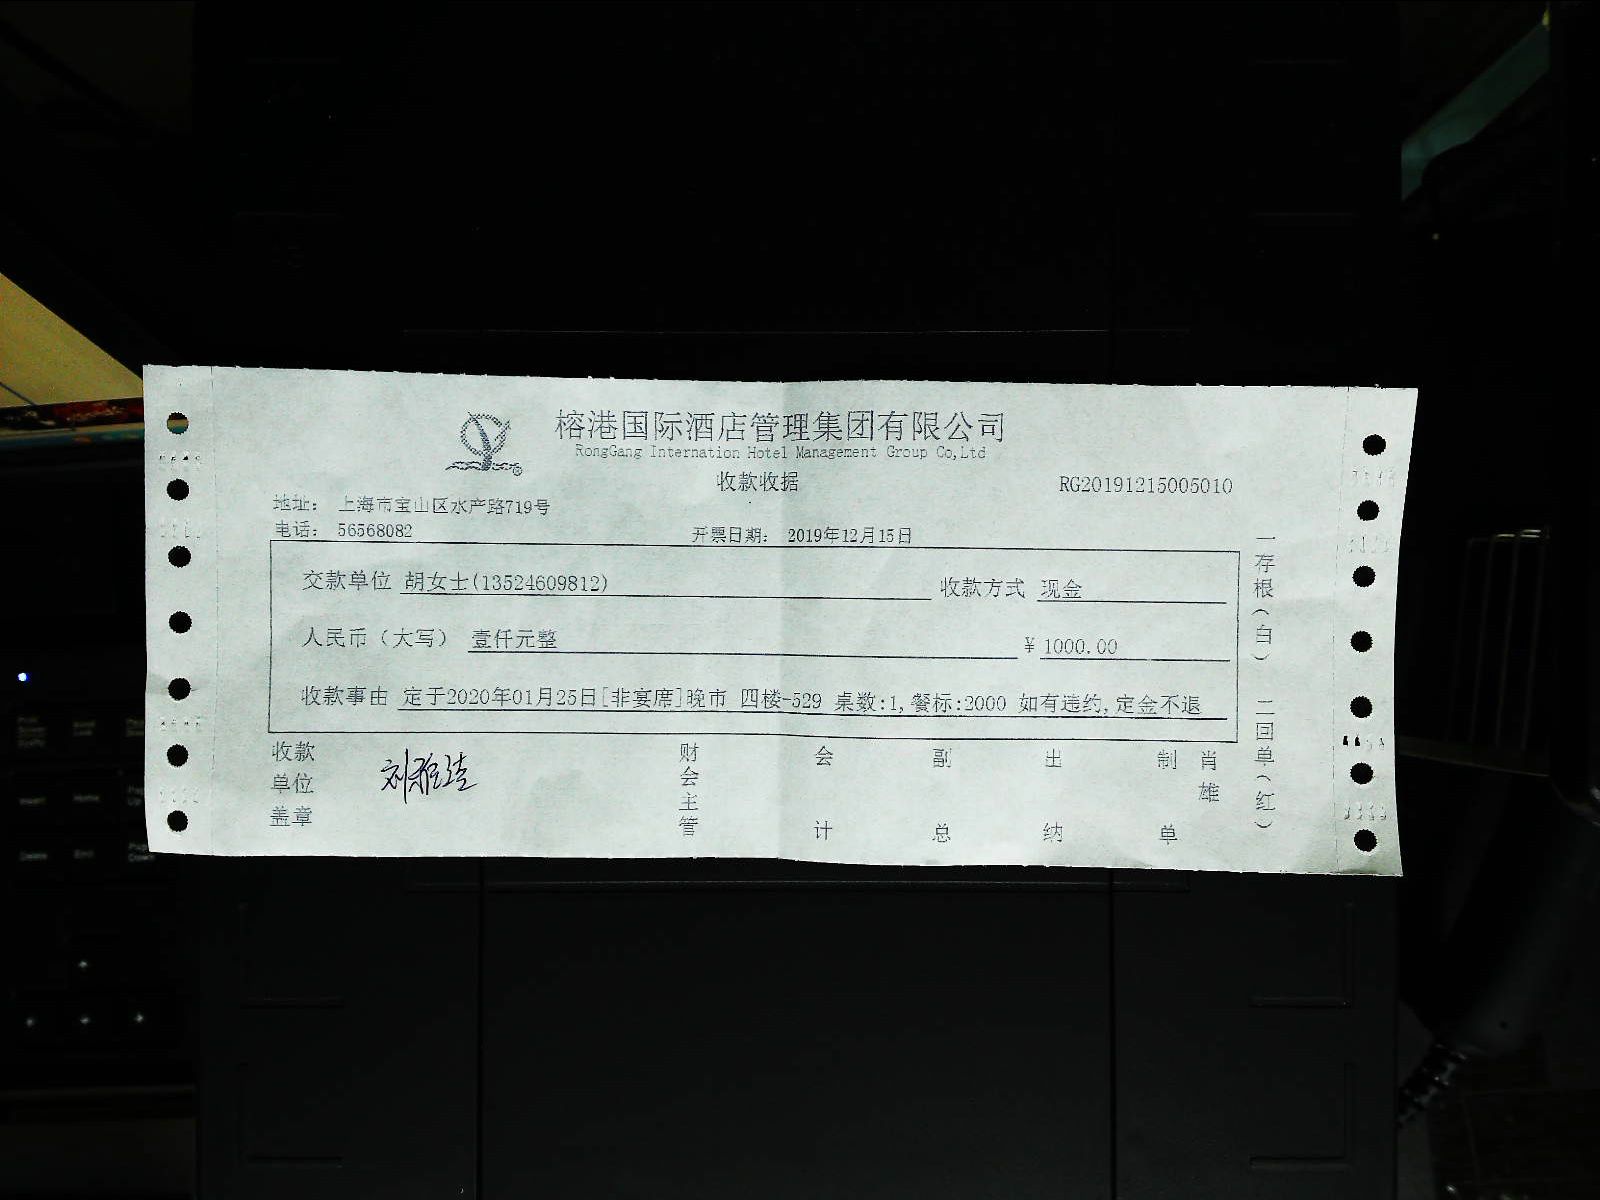 榕港国际酒店管理集团有限公司
RongGang Internation Hotel Management Group Co,Ltd
收款收据
RG20191215005010
地址： 上海市宝山区水产路719号
电话： 56568082
开票日期： 2019年12月15日
交款单位 胡女士(13524609812) 收款方式 现金
人民币（大写） 壹仟元整 ￥1000.00
收款事由 定于2020年01月25日[非宴席]晚市 四楼-529 桌数:1,餐标:2000 如有违约,定金不退
收款单位盖章
财会主管
会计
副总
出纳
制单
肖雄
一存根（白）
二回单（红）